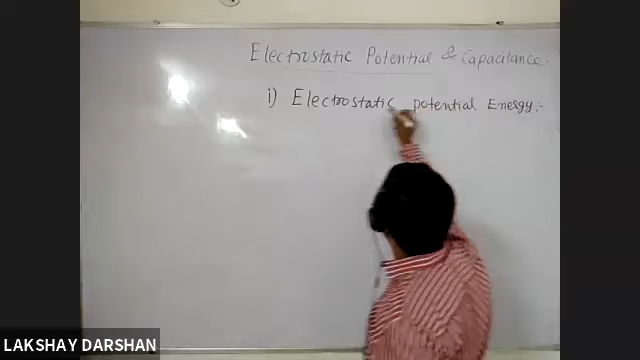 Electrostatic Potential & Capacitance.
i) Electrostatic potential Energy:-
LAKSHAY DARSHAN